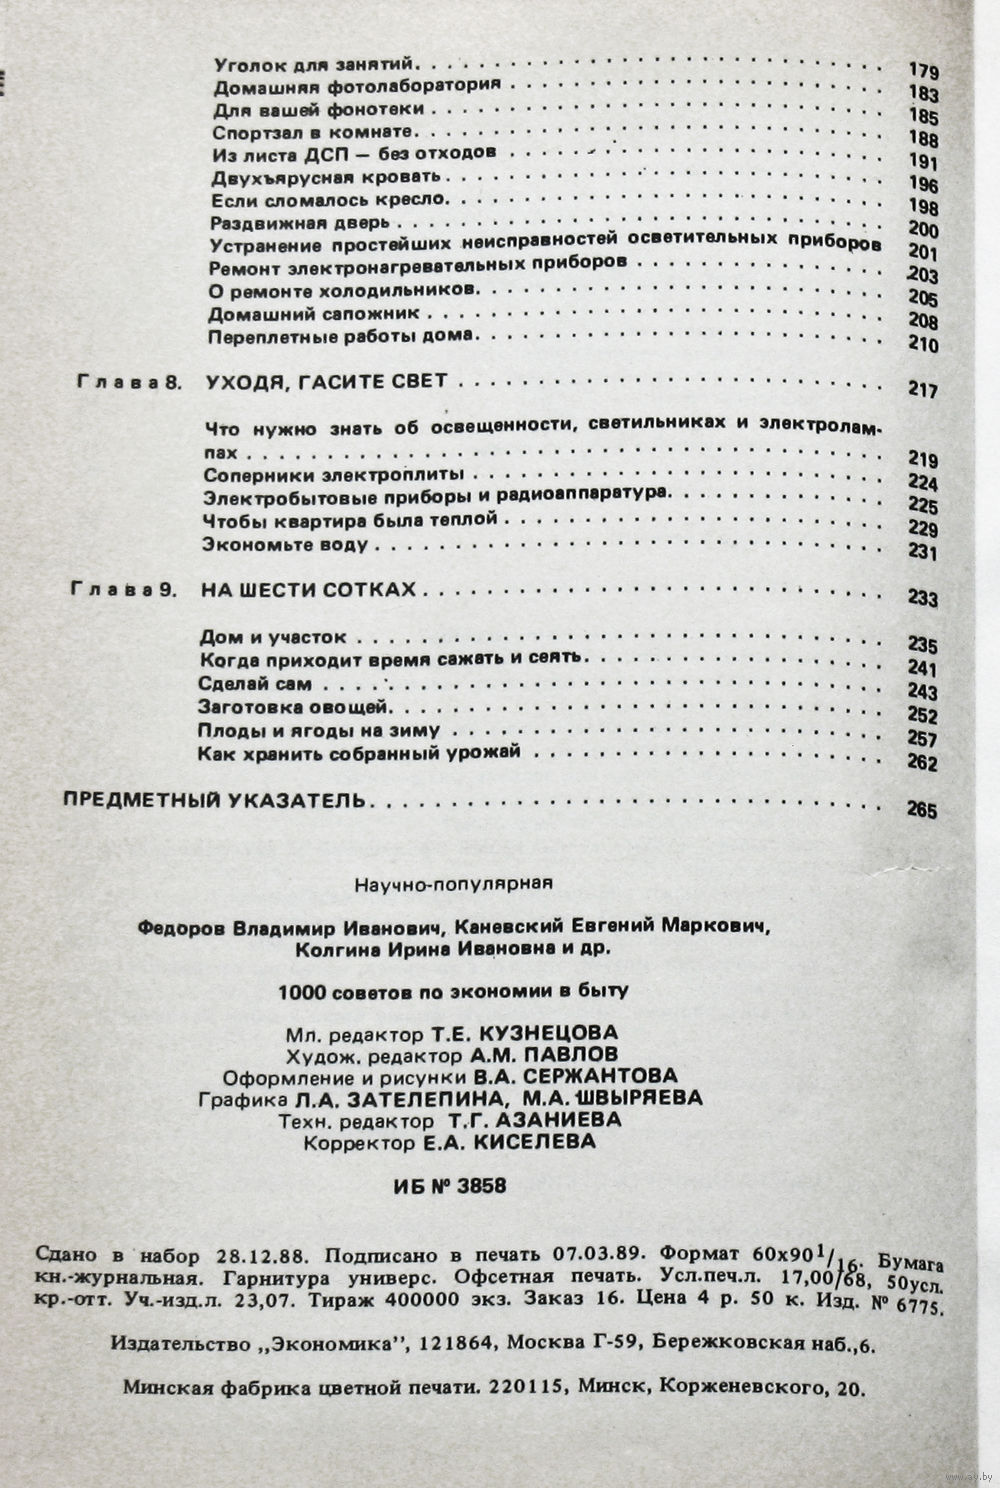 Уголок для занятий. . . . . . . . . . . . . . . . . . . . . . . . . . . . . 179
Домашняя фотолаборатория . . . . . . . . . . . . . . . . . . . . . . . 183
Для вашей фонотеки . . . . . . . . . . . . . . . . . . . . . . . . . . . . 185
Спортзал в комнате. . . . . . . . . . . . . . . . . . . . . . . . . . . . . 188
Из листа ДСП — без отходов . . . . . . . . . . . . . . . . . . . . . . . 191
Двухъярусная кровать . . . . . . . . . . . . . . . . . . . . . . . . . . . 196
Если сломалось кресло. . . . . . . . . . . . . . . . . . . . . . . . . . . 198
Раздвижная дверь . . . . . . . . . . . . . . . . . . . . . . . . . . . . . . 200
Устранение простейших неисправностей осветительных приборов 201
Ремонт электронагревательных приборов . . . . . . . . . . . . . . . 203
О ремонте холодильников. . . . . . . . . . . . . . . . . . . . . . . . . 205
Домашний сапожник . . . . . . . . . . . . . . . . . . . . . . . . . . . . 208
Переплетные работы дома. . . . . . . . . . . . . . . . . . . . . . . . . 210
Глава 8. УХОДЯ, ГАСИТЕ СВЕТ . . . . . . . . . . . . . . . . . . . . . . . . . . 217
Что нужно знать об освещенности, светильниках и электролам-
пах . . . . . . . . . . . . . . . . . . . . . . . . . . . . . . . . . . . . . . . 219
Соперники электроплиты . . . . . . . . . . . . . . . . . . . . . . . . . 224
Электробытовые приборы и радиоаппаратура. . . . . . . . . . . . . 225
Чтобы квартира была теплой . . . . . . . . . . . . . . . . . . . . . . . 229
Экономьте воду . . . . . . . . . . . . . . . . . . . . . . . . . . . . . . . 231
Глава 9. НА ШЕСТИ СОТКАХ . . . . . . . . . . . . . . . . . . . . . . . . . . . . 233
Дом и участок . . . . . . . . . . . . . . . . . . . . . . . . . . . . . . . . 235
Когда приходит время сажать и сеять. . . . . . . . . . . . . . . . . . 241
Сделай сам . . . . . . . . . . . . . . . . . . . . . . . . . . . . . . . . . . 243
Заготовка овощей. . . . . . . . . . . . . . . . . . . . . . . . . . . . . . 252
Плоды и ягоды на зиму . . . . . . . . . . . . . . . . . . . . . . . . . . 257
Как хранить собранный урожай . . . . . . . . . . . . . . . . . . . . . 262
ПРЕДМЕТНЫЙ УКАЗАТЕЛЬ. . . . . . . . . . . . . . . . . . . . . . . . . . . . . . . 265
Научно-популярная
Федоров Владимир Иванович, Каневский Евгений Маркович,
Колгина Ирина Ивановна и др.
1000 советов по экономии в быту
Мл. редактор Т.Е. КУЗНЕЦОВА
Худож. редактор А.М. ПАВЛОВ
Оформление и рисунки В.А. СЕРЖАНТОВА
Графика Л.А. ЗАТЕЛЕПИНА, М.А. ШВЫРЯЕВА
Техн. редактор Т.Г. АЗАНИЕВА
Корректор Е.А. КИСЕЛЕВА
ИБ № 3858
Сдано в набор 28.12.88. Подписано в печать 07.03.89. Формат 60х90 1/16. Бумага
кн.-журнальная. Гарнитура универс. Офсетная печать. Усл.печ.л. 17,00/68, 50усл.
кр.-отт. Уч.-изд.л. 23,07. Тираж 400000 экз. Заказ 16. Цена 4 р. 50 к. Изд. № 6775.
Издательство „Экономика", 121864, Москва Г-59, Бережковская наб.,6.
Минская фабрика цветной печати. 220115, Минск, Корженевского, 20.
www.ay.by